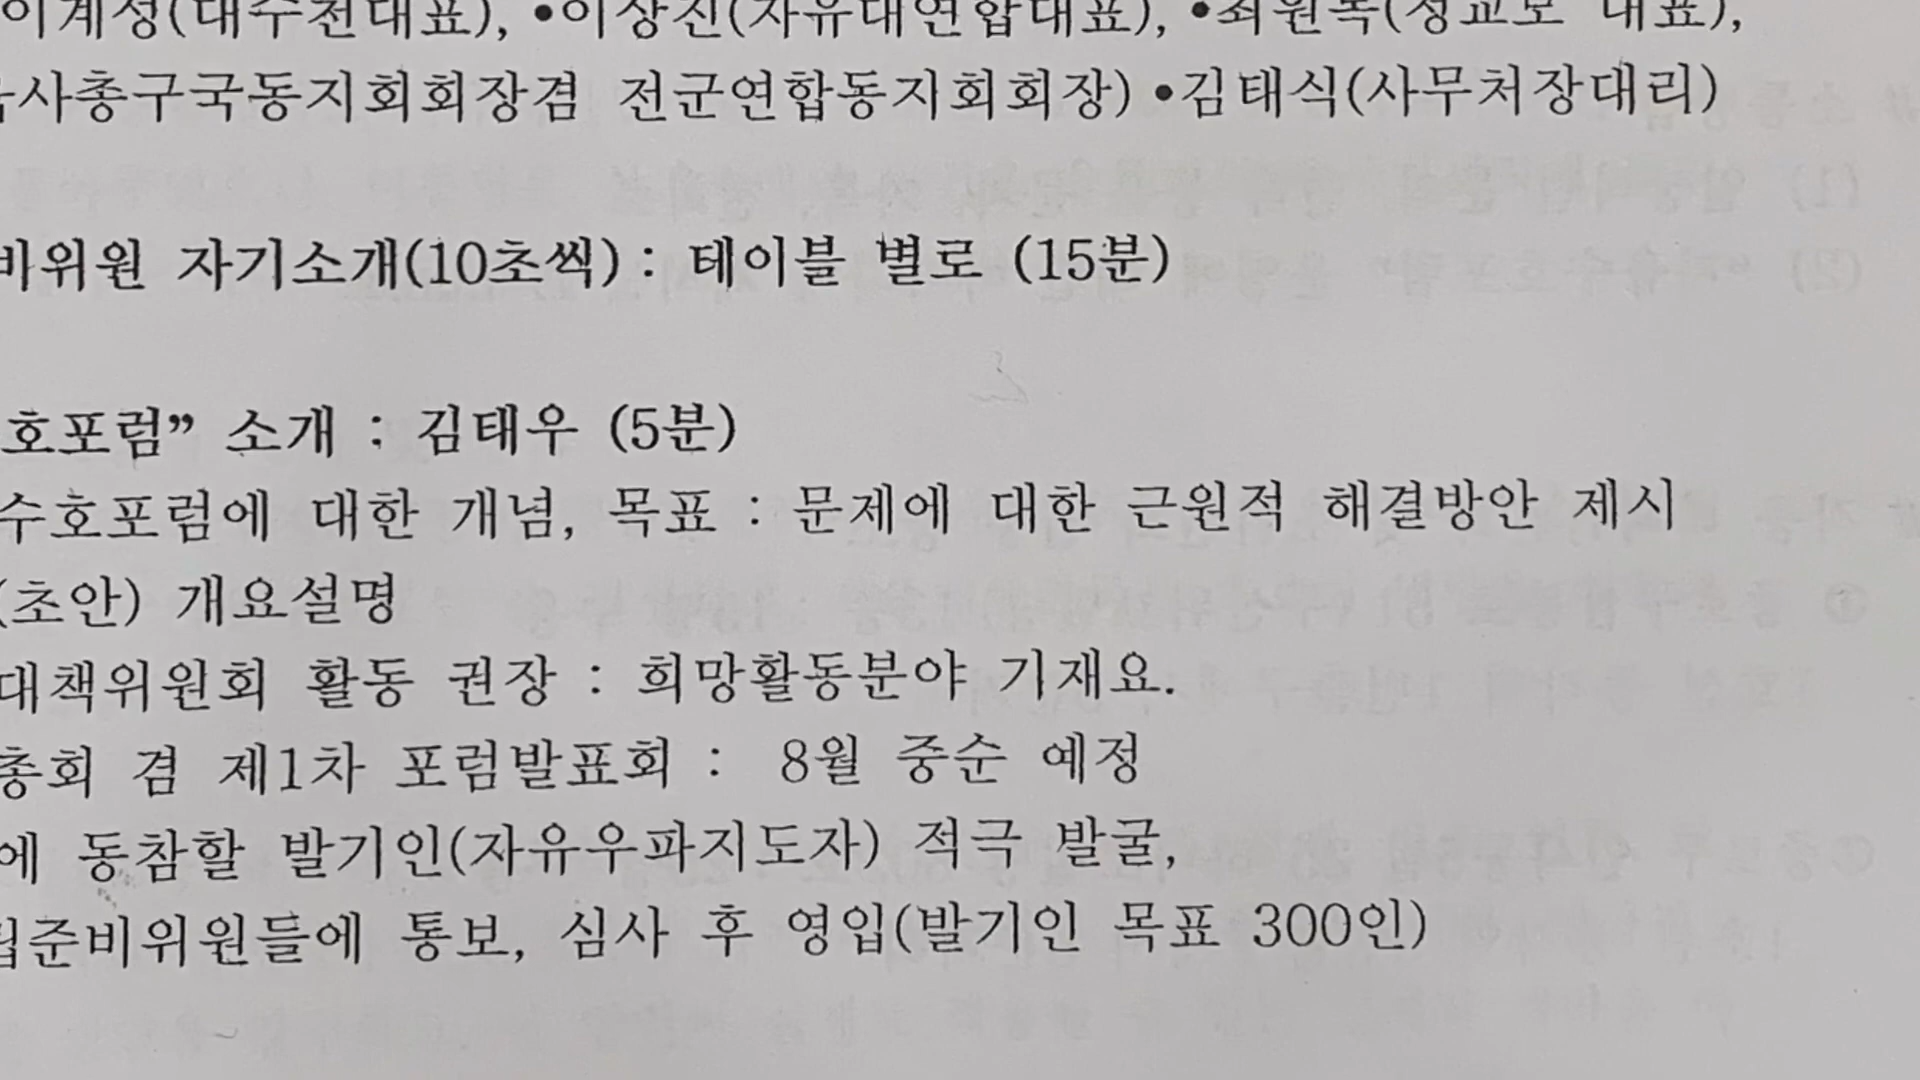 이계성(대수천대표), •이상진(자유대연합대표), •최원목(정교모 대표),
사총구국동지회회장겸 전군연합동지회회장) •김태식(사무처장대리)
비위원 자기소개(10초씩) : 테이블 별로 (15분)
호포럼” 소개 : 김태우 (5분)
수호포럼에 대한 개념, 목표 : 문제에 대한 근원적 해결방안 제시
(초안) 개요설명
대책위원회 활동 권장 : 희망활동분야 기재요.
총회 겸 제1차 포럼발표회 : 8월 중순 예정
에 동참할 발기인(자유우파지도자) 적극 발굴,
립준비위원들에 통보, 심사 후 영입(발기인 목표 300인)